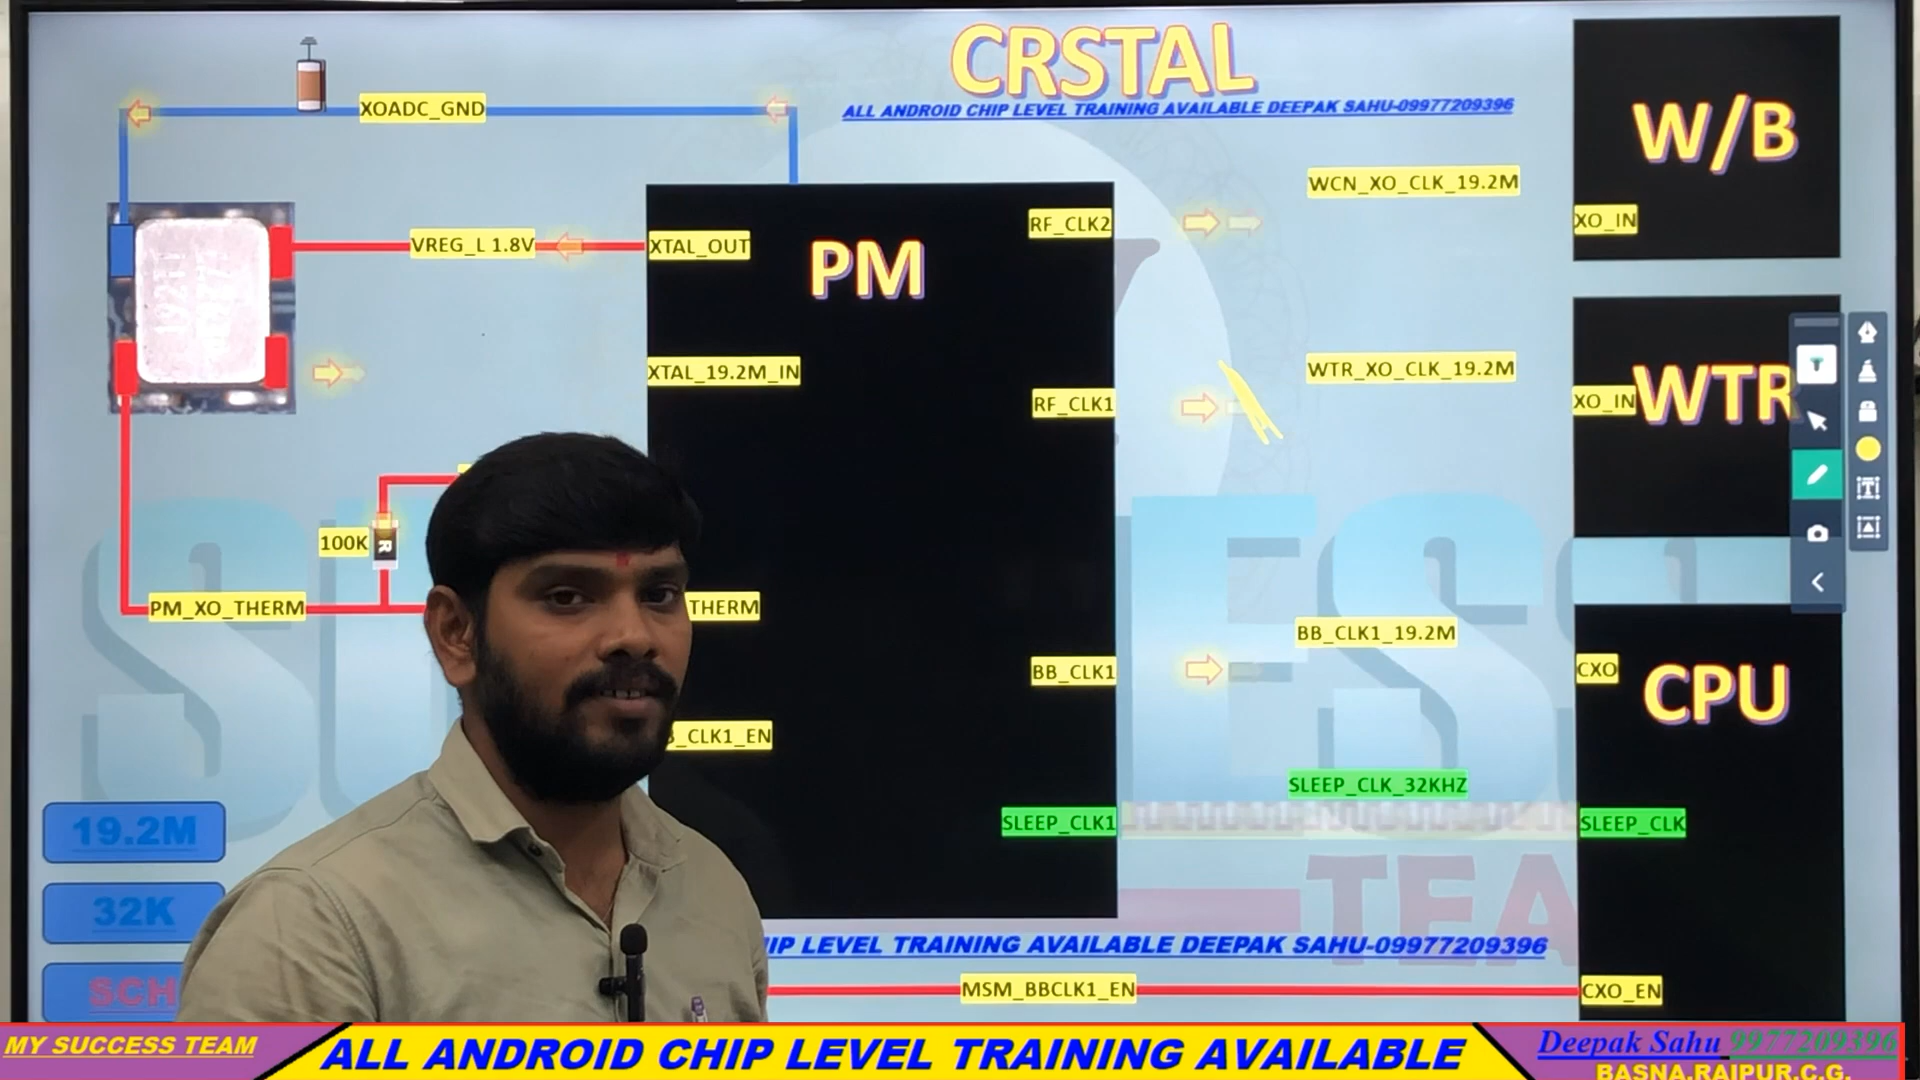 CRSTAL
ALL ANDROID CHIP LEVEL TRAINING AVAILABLE DEEPAK SAHU-09977209396
XOADC_GND
W/B
WCN_XO_CLK_19.2M
XO_IN
RF_CLK2
VREG_L 1.8V
XTAL_OUT
PM
XTAL_19.2M_IN
WTR_XO_CLK_19.2M
RF_CLK1
XO_IN
WTR
100K
R
PM_XO_THERM
THERM
BB_CLK1_19.2M
BB_CLK1
CXO
CPU
_CLK1_EN
SLEEP_CLK_32KHZ
SLEEP_CLK1
SLEEP_CLK
19.2M
32K
SCH
IP LEVEL TRAINING AVAILABLE DEEPAK SAHU-09977209396
TEA
MSM_BBCLK1_EN
CXO_EN
MY SUCCESS TEAM
ALL ANDROID CHIP LEVEL TRAINING AVAILABLE
Deepak Sahu 9977209396
BASNA,RAIPUR,C.G.